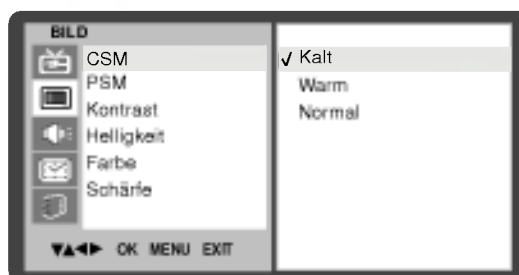 BILD
CSM
PSM
Kontrast
Helligkeit
Farbe
Schärfe
✓ Kalt
Warm
Normal
▼▲◀▶ OK MENU EXIT